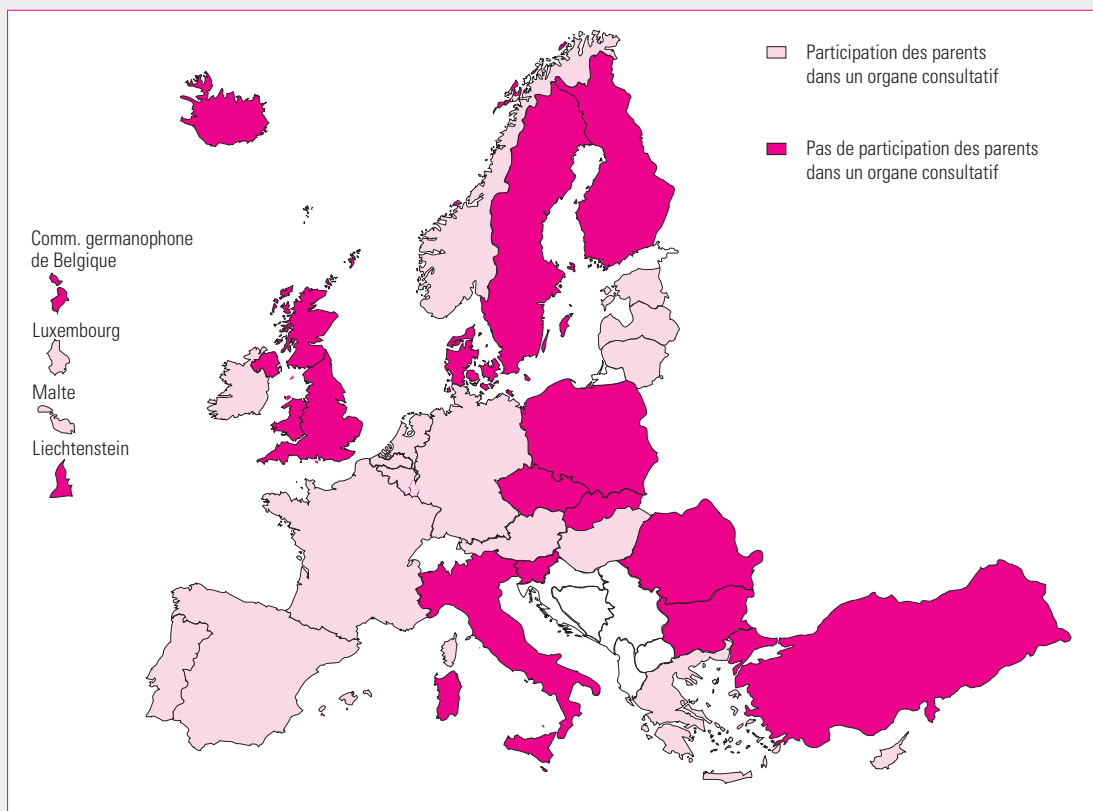 Participation des parents
dans un organe consultatif
Pas de participation des parents
dans un organe consultatif
Comm. germanophone
de Belgique
Luxembourg
Malte
Liechtenstein